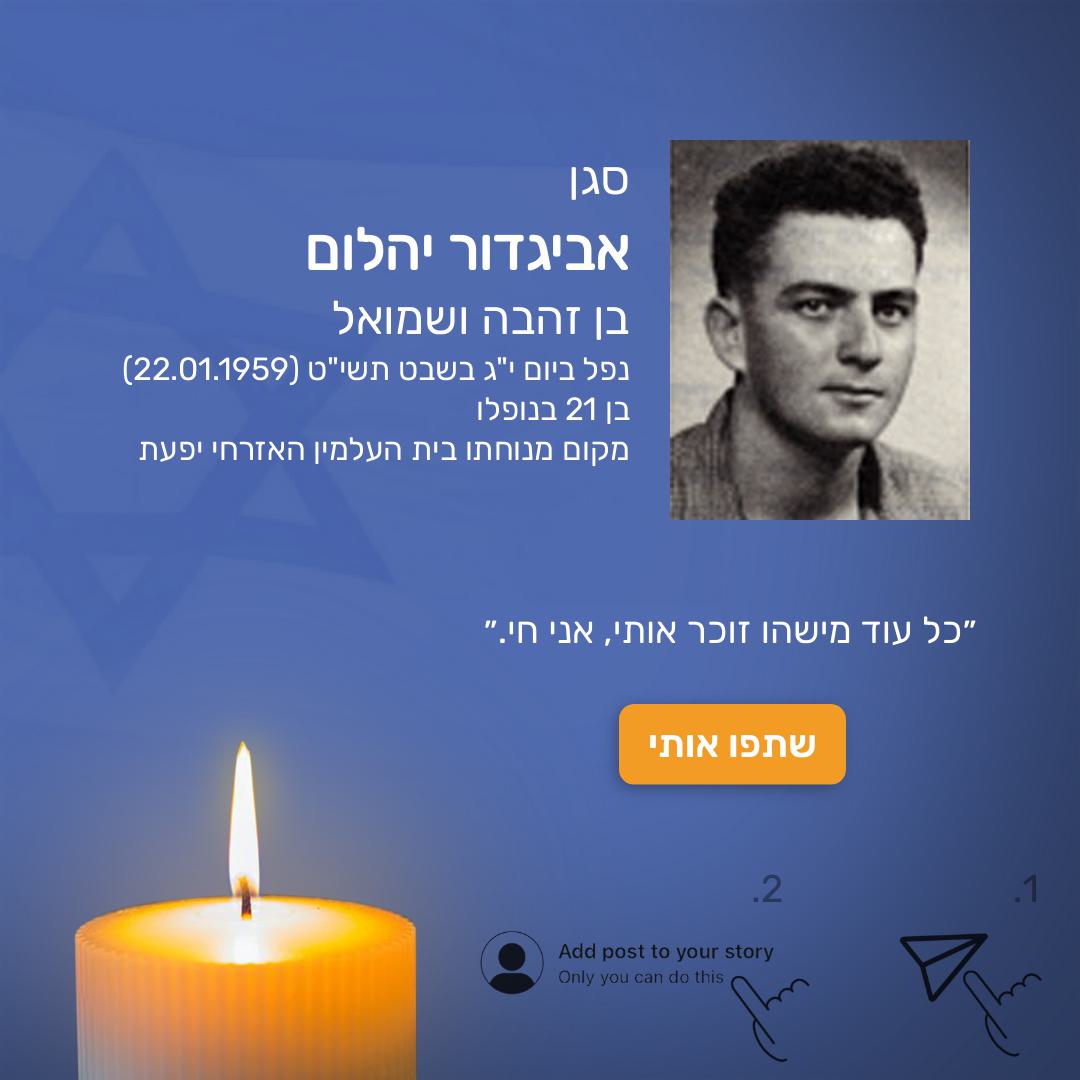 סגן
אביגדור יהלום
בן זהבה ושמואל
נפל ביום י"ג בשבט תשי"ט (22.01.1959)
בן 21 בנופלו
מקום מנוחתו בית העלמין האזרחי יפעת
״כל עוד מישהו זוכר אותי, אני חי.״
שתפו אותי
1.
2.
Add post to your story
Only you can do this